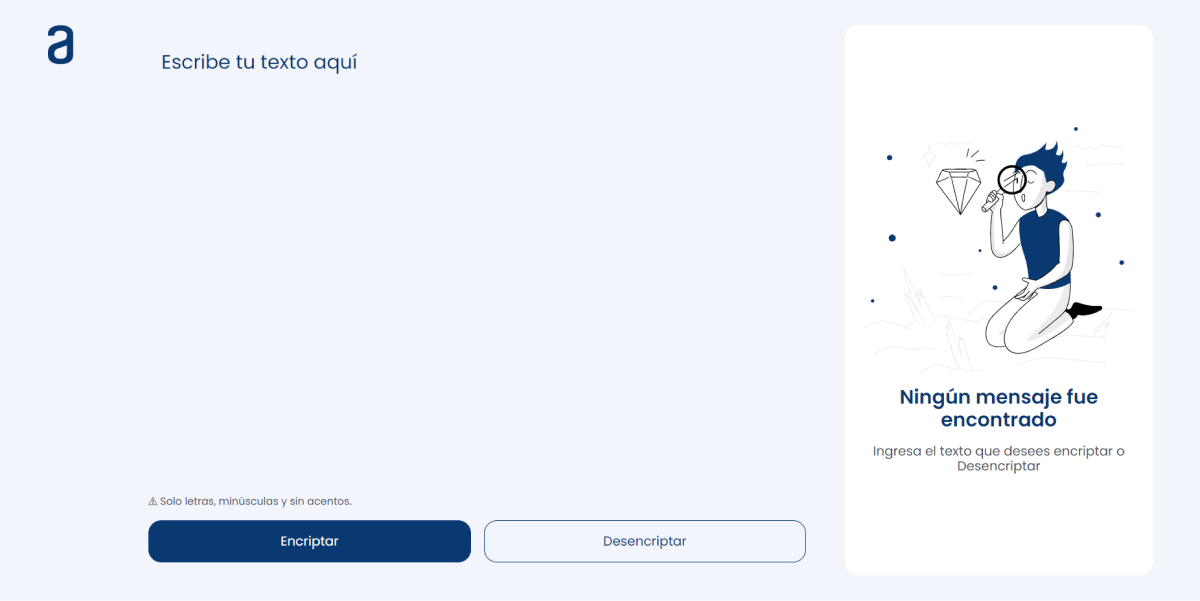 a
Escribe tu texto aquí
⚠ Solo letras, minúsculas y sin acentos.
Encriptar
Desencriptar
Ningún mensaje fue
encontrado
Ingresa el texto que desees encriptar o
Desencriptar